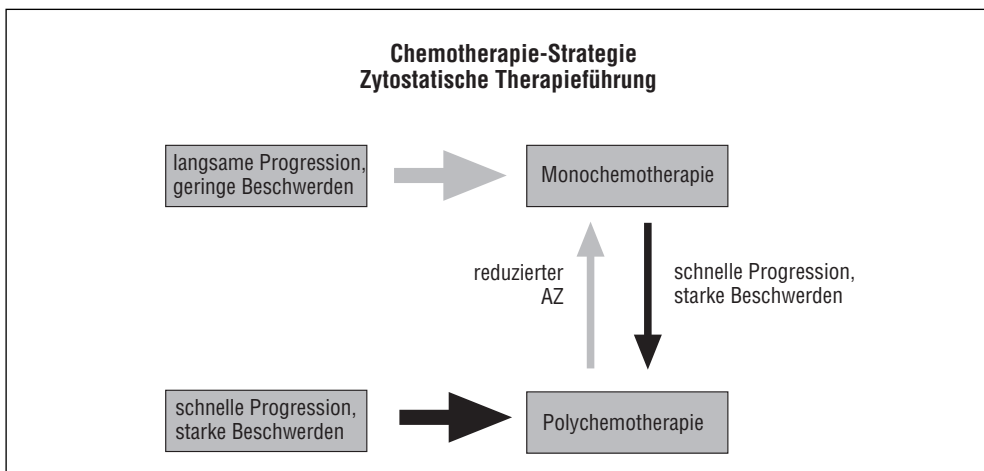 Chemotherapie-Strategie
Zytostatische Therapieführung
langsame Progression,
geringe Beschwerden
Monochemotherapie
reduzierter
AZ
schnelle Progression,
starke Beschwerden
schnelle Progression,
starke Beschwerden
Polychemotherapie